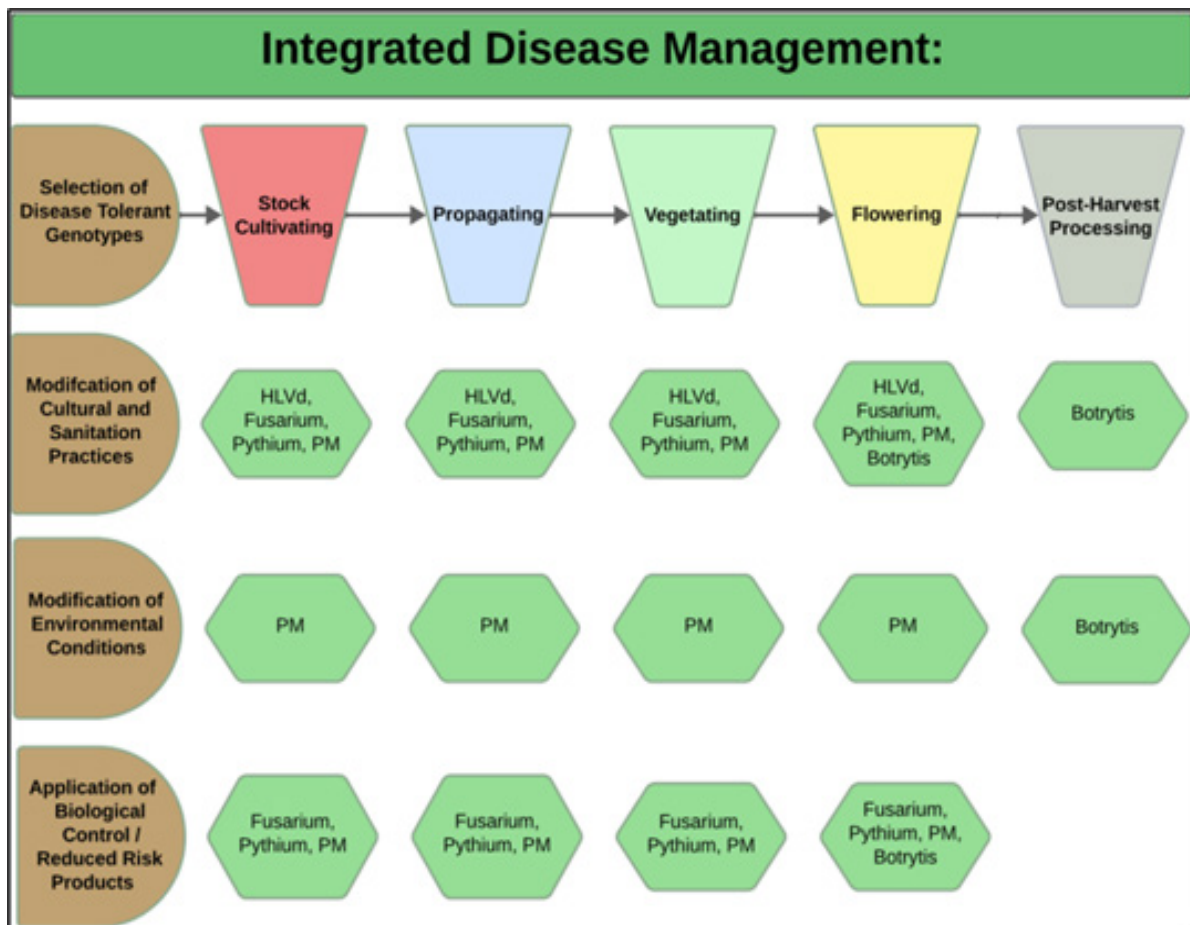 Integrated Disease Management:
Selection of
Disease Tolerant
Genotypes
Stock
Cultivating
Propagating
Vegetating
Flowering
Post-Harvest
Processing
Modifcation of
Cultural and
Sanitation
Practices
HLVd,
Fusarium,
Pythium, PM
HLVd,
Fusarium,
Pythium, PM
HLVd,
Fusarium,
Pythium, PM
HLVd,
Fusarium,
Pythium, PM,
Botrytis
Botrytis
Modification of
Environmental
Conditions
PM
PM
PM
PM
Botrytis
Application of
Biological
Control /
Reduced Risk
Products
Fusarium,
Pythium, PM
Fusarium,
Pythium, PM
Fusarium,
Pythium, PM
Fusarium,
Pythium, PM,
Botrytis